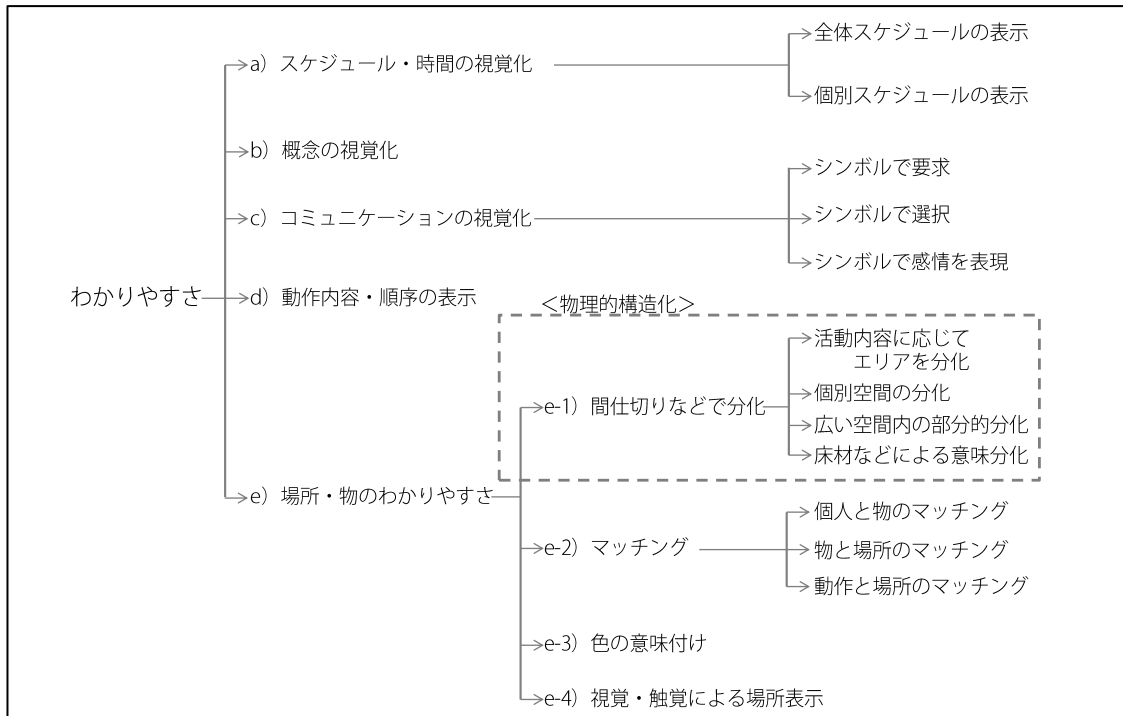 わかりやすさ
a）スケジュール・時間の視覚化
全体スケジュールの表示
個別スケジュールの表示
b）概念の視覚化
c）コミュニケーションの視覚化
シンボルで要求
シンボルで選択
シンボルで感情を表現
d）動作内容・順序の表示
e）場所・物のわかりやすさ
＜物理的構造化＞
e-1）間仕切りなどで分化
活動内容に応じて
エリアを分化
個別空間の分化
広い空間内の部分的分化
床材などによる意味分化
e-2）マッチング
個人と物のマッチング
物と場所のマッチング
動作と場所のマッチング
e-3）色の意味付け
e-4）視覚・触覚による場所表示